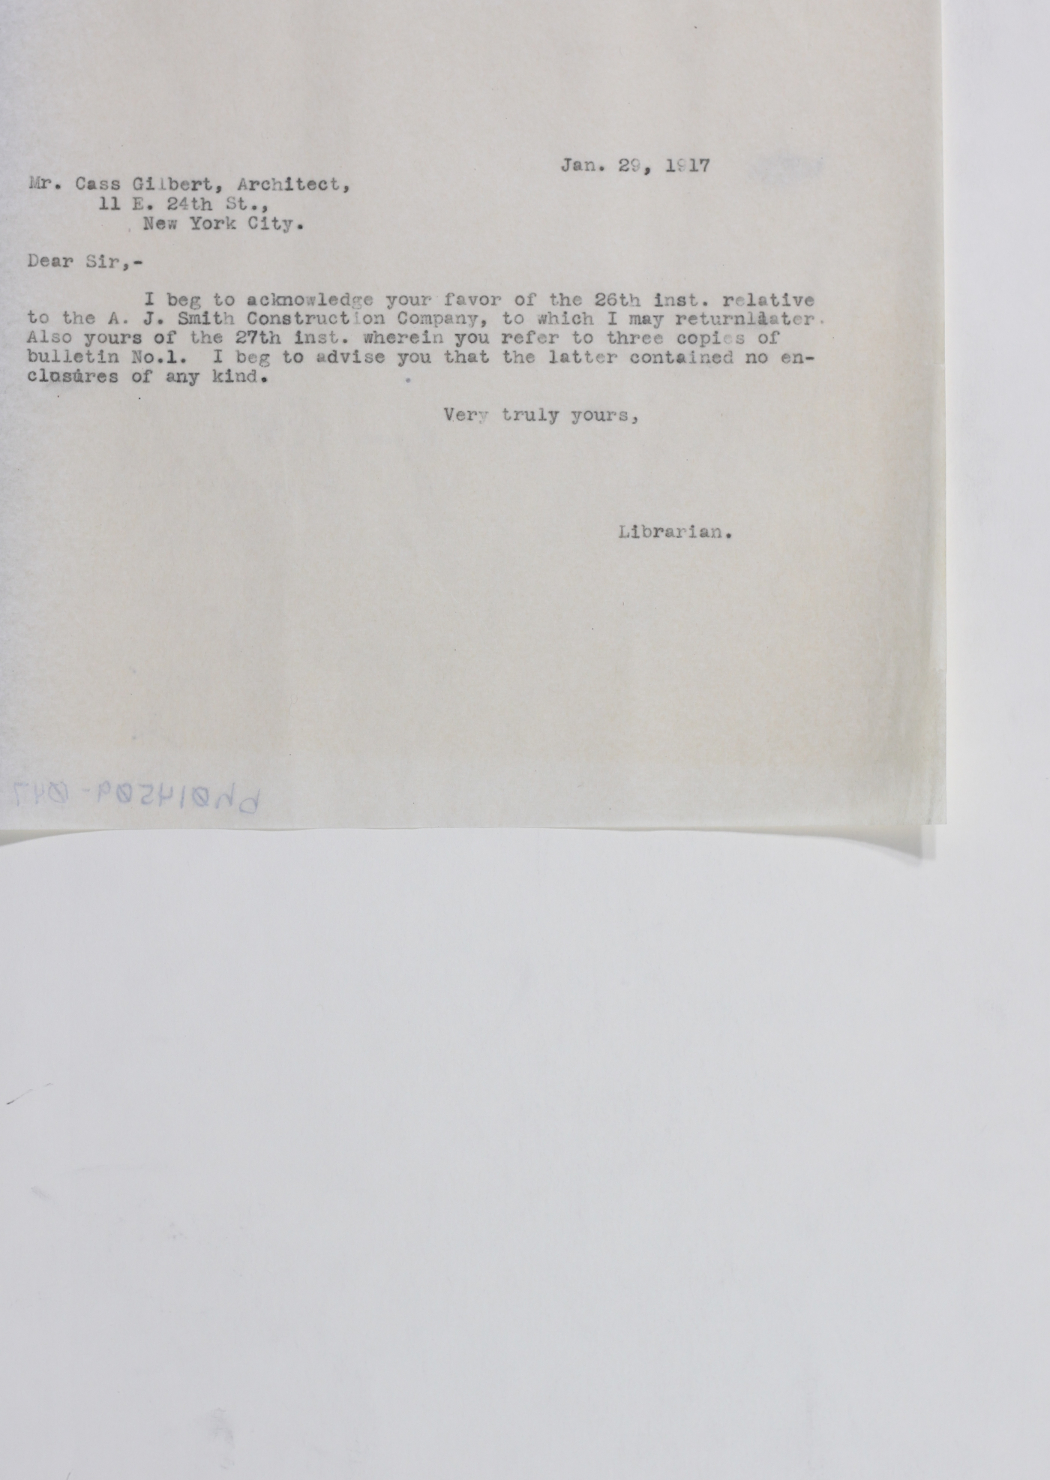 Jan. 29, 1917
Mr. Cass Gilbert, Architect,
11 E. 24th St.,
New York City.
Dear Sir,-
I beg to acknowledge your favor of the 26th inst. relative
to the A. J. Smith Construction Company, to which I may returnlater.
Also yours of the 27th inst. wherein you refer to three copies of
bulletin No.1. I beg to advise you that the latter contained no en-
closures of any kind.
Very truly yours,
Librarian.